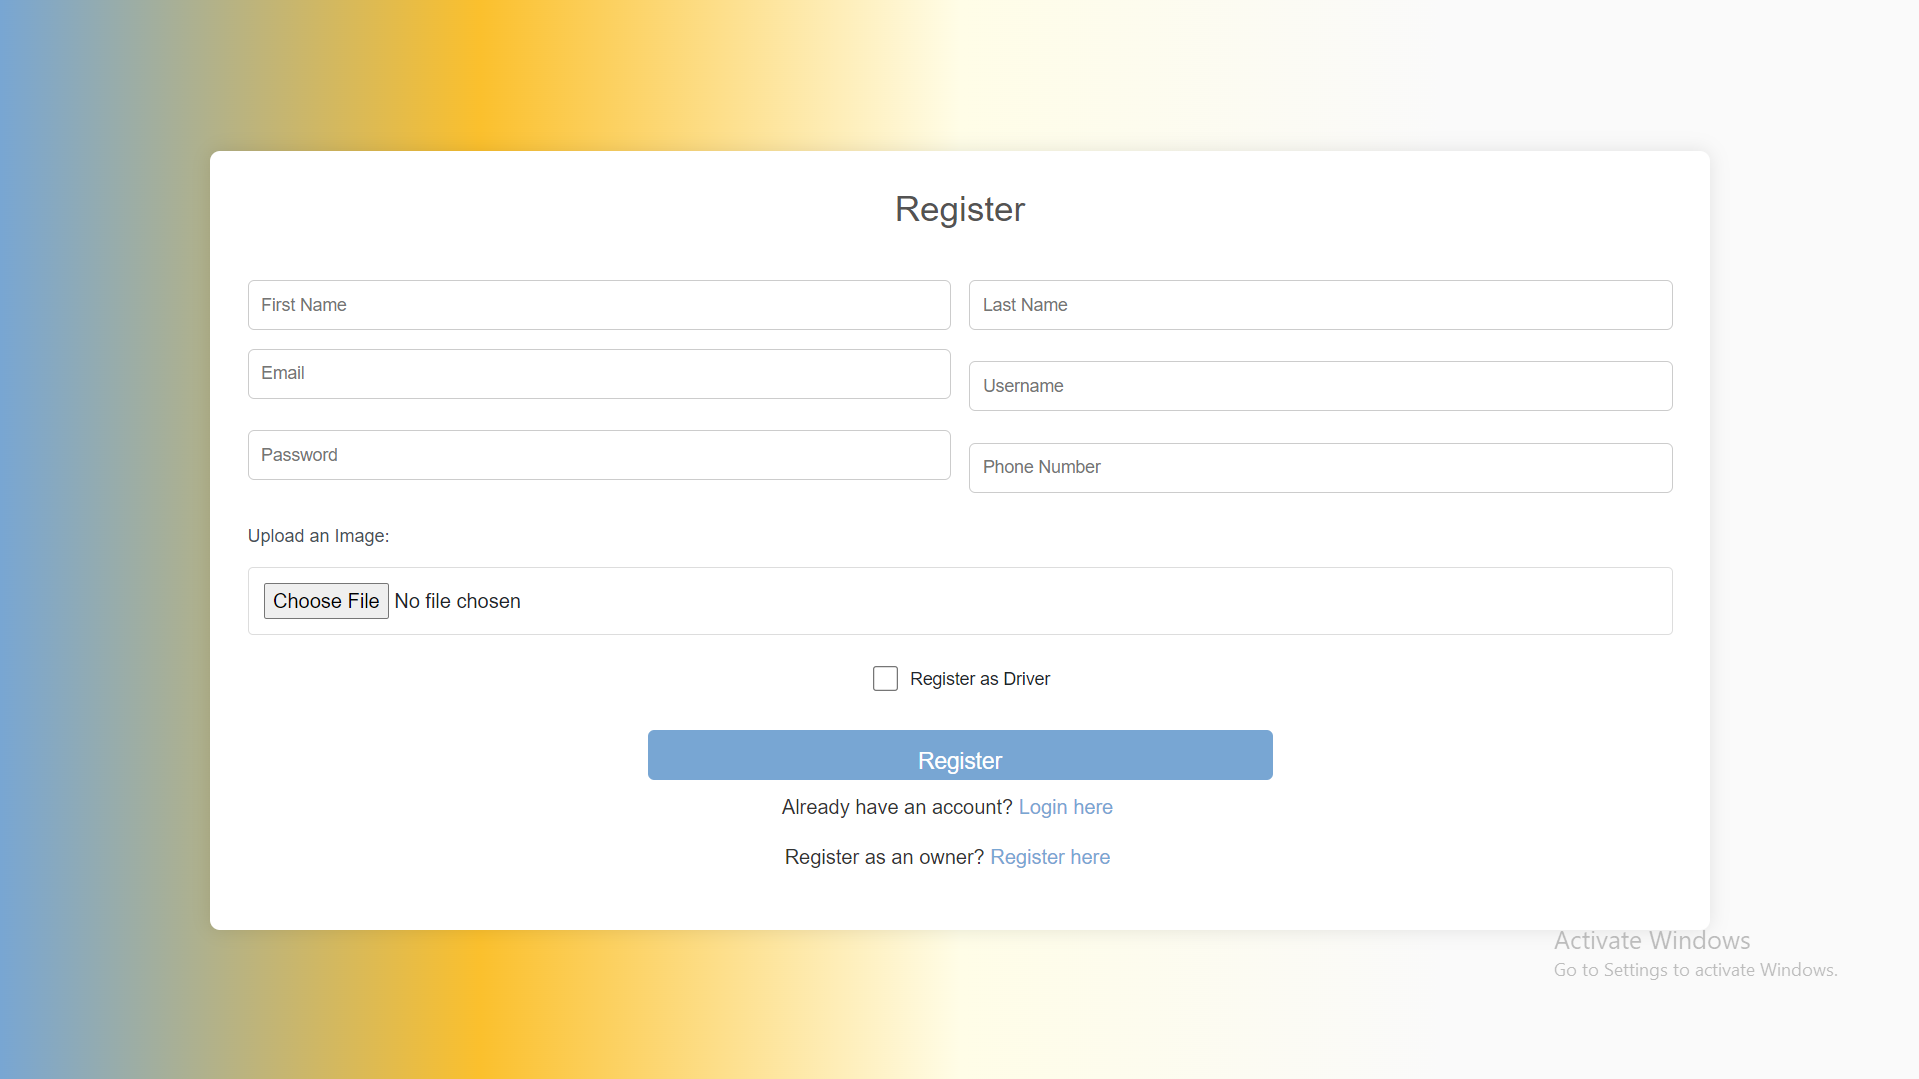 Register
First Name
Last Name
Email
Username
Password
Phone Number
Upload an Image:
Choose File No file chosen
Register as Driver
Register
Already have an account? Login here
Register as an owner? Register here
Activate Windows
Go to Settings to activate Windows.